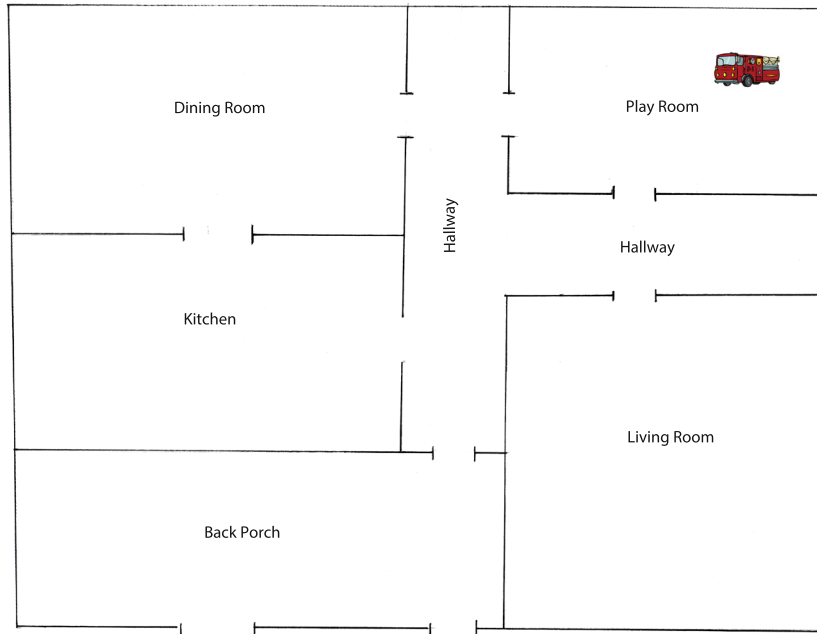 Dining Room
Play Room
Hallway
Hallway
Kitchen
Living Room
Back Porch